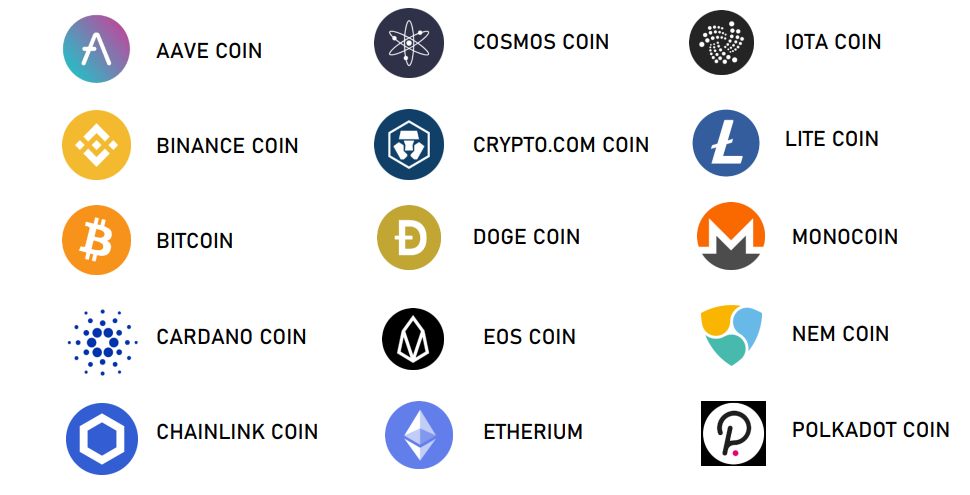 AAVE COIN
COSMOS COIN
IOTA COIN
BINANCE COIN
CRYPTO.COM COIN
LITE COIN
BITCOIN
DOGE COIN
MONOCOIN
CARDANO COIN
EOS COIN
NEM COIN
CHAINLINK COIN
ETHERIUM
POLKADOT COIN